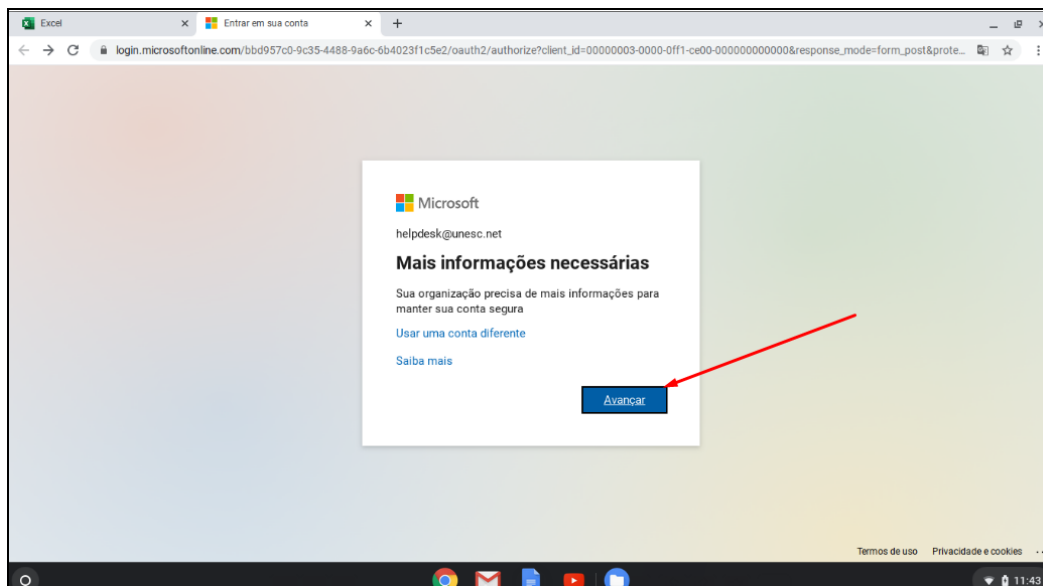 Excel
Entrar em sua conta
login.microsoftonline.com/bbd957c0-9c35-4488-9a6c-6b4023f1c5e2/oauth2/authorize?client_id=00000003-0000-0ff1-ce00-000000000000&response_mode=form_post&prote...
Microsoft
helpdesk@unesc.net
Mais informações necessárias
Sua organização precisa de mais informações para
manter sua conta segura
Usar uma conta diferente
Saiba mais
Avançar
Termos de uso Privacidade e cookies
11:43